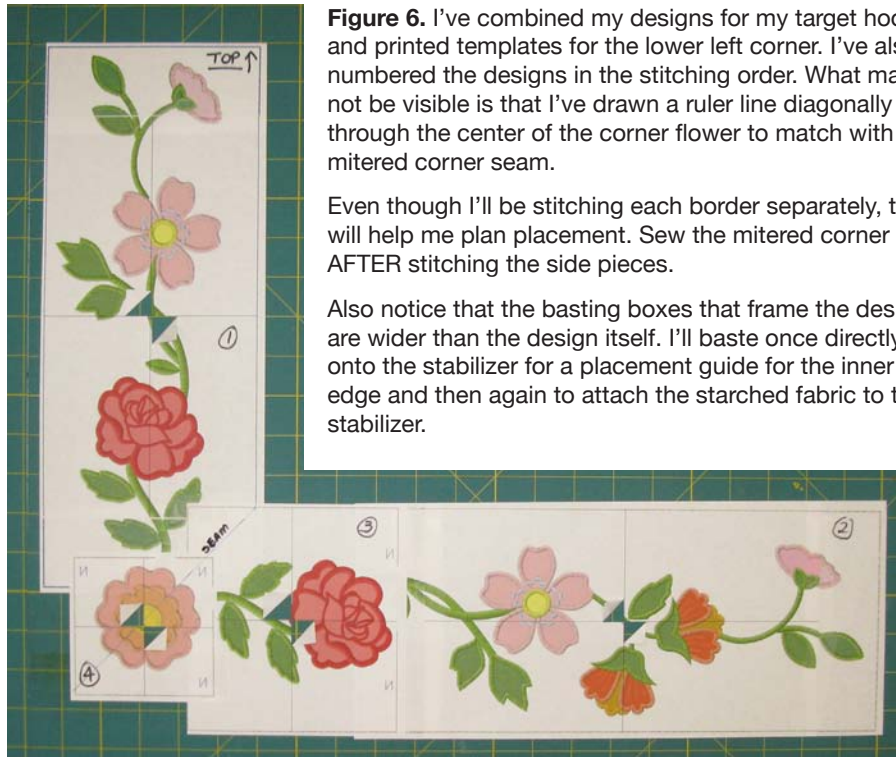 TOP ↑
Figure 6. I've combined my designs for my target hoo
and printed templates for the lower left corner. I've als
numbered the designs in the stitching order. What ma
not be visible is that I've drawn a ruler line diagonally
through the center of the corner flower to match with
mitered corner seam.
Even though I'll be stitching each border separately, t
will help me plan placement. Sew the mitered corner
AFTER stitching the side pieces.
Also notice that the basting boxes that frame the des
are wider than the design itself. I'll baste once directly
onto the stabilizer for a placement guide for the inner
edge and then again to attach the starched fabric to t
stabilizer.
1
SEAM
3
2
4